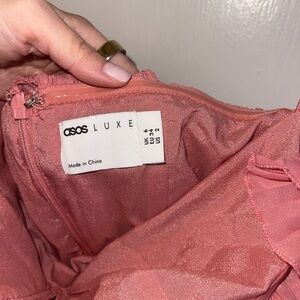 asos LUXE
UK 6
EU 34
US 2
Made in China